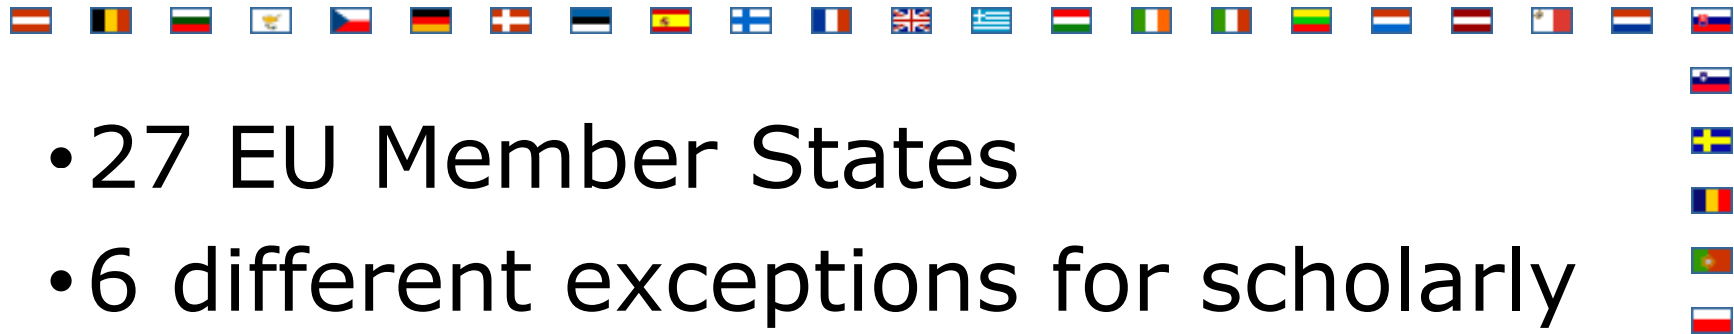 •27 EU Member States
•6 different exceptions for scholarly